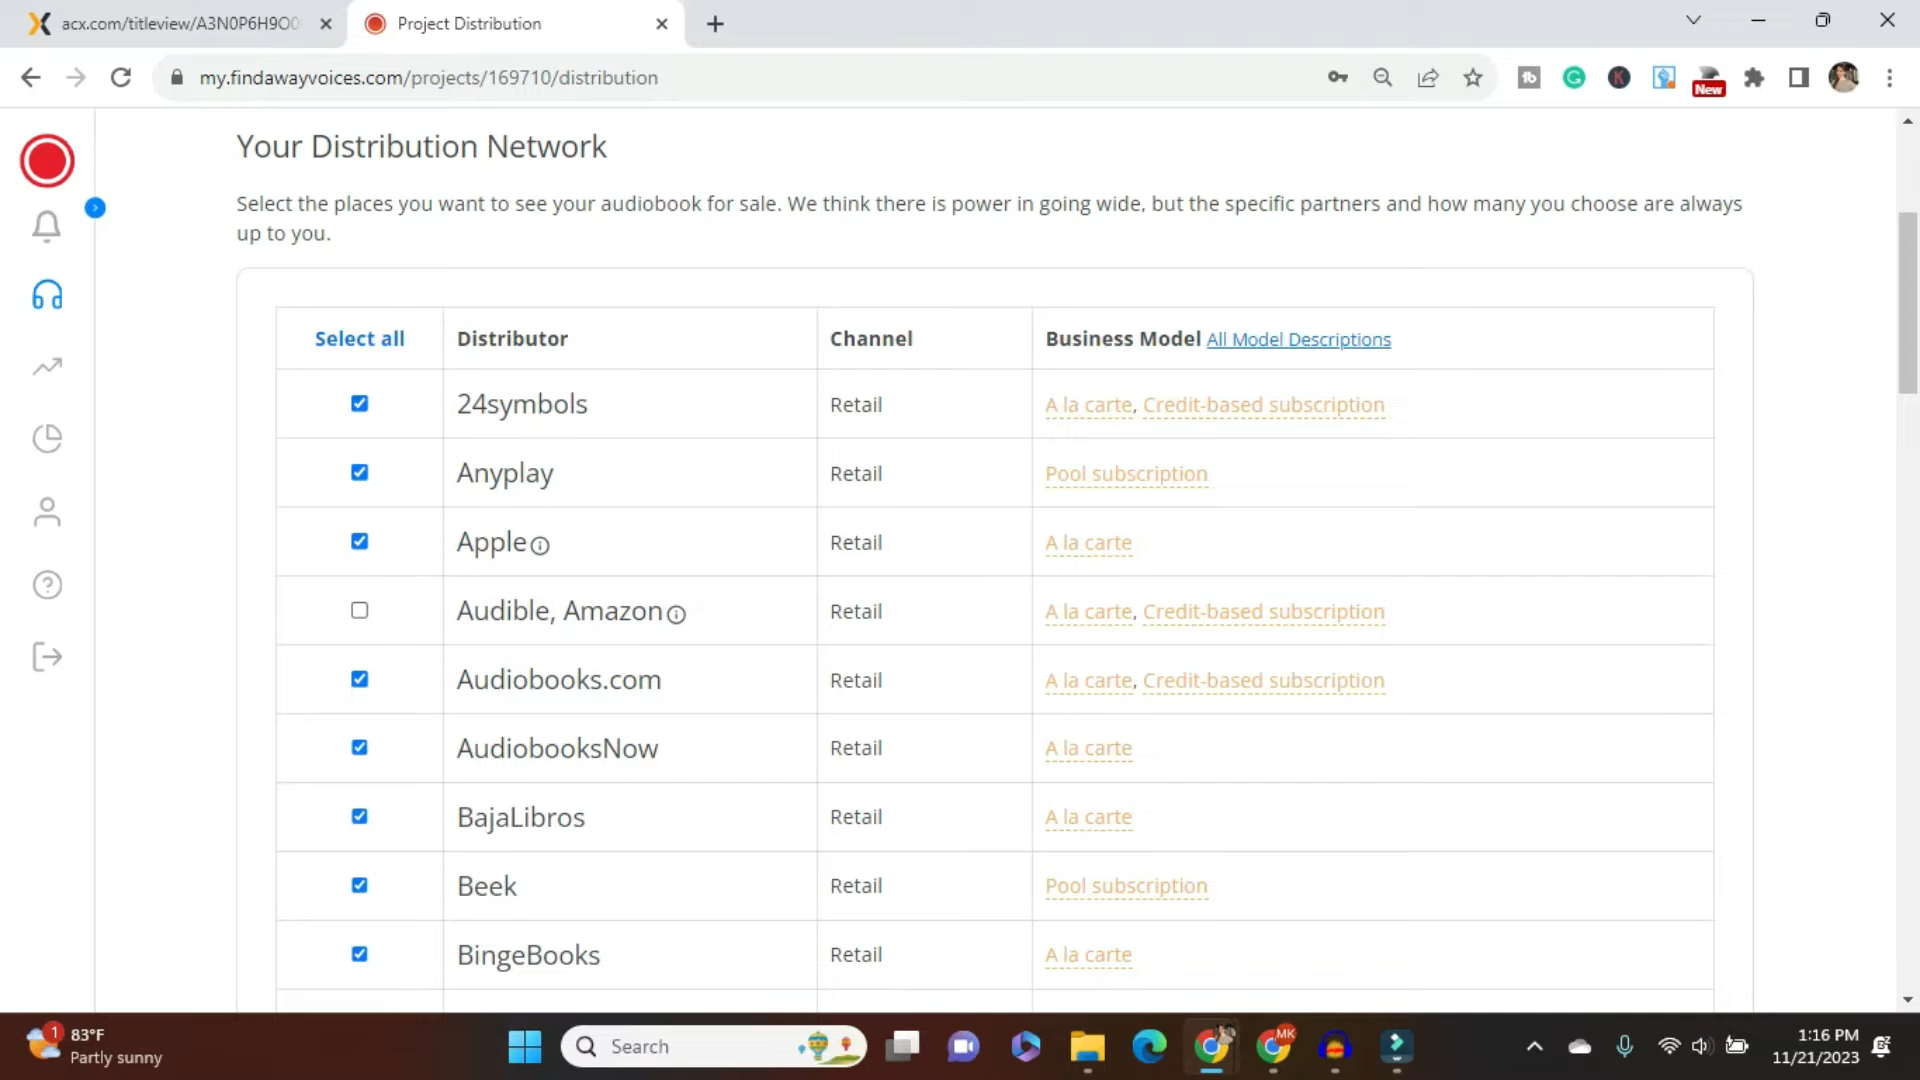 acx.com/titleview/A3N0P6H9O0
Project Distribution
my.findawayvoices.com/projects/169710/distribution
tb
G
K
New
Your Distribution Network
Select the places you want to see your audiobook for sale. We think there is power in going wide, but the specific partners and how many you choose are always
up to you.
Select all Distributor Channel Business Model All Model Descriptions
24symbols Retail A la carte, Credit-based subscription
Anyplay Retail Pool subscription
Apple Retail A la carte
Audible, Amazon Retail A la carte, Credit-based subscription
Audiobooks.com Retail A la carte, Credit-based subscription
AudiobooksNow Retail A la carte
BajaLibros Retail A la carte
Beek Retail Pool subscription
BingeBooks Retail A la carte
1
83°F
Partly sunny
Search
MK
1:16 PM
11/21/2023